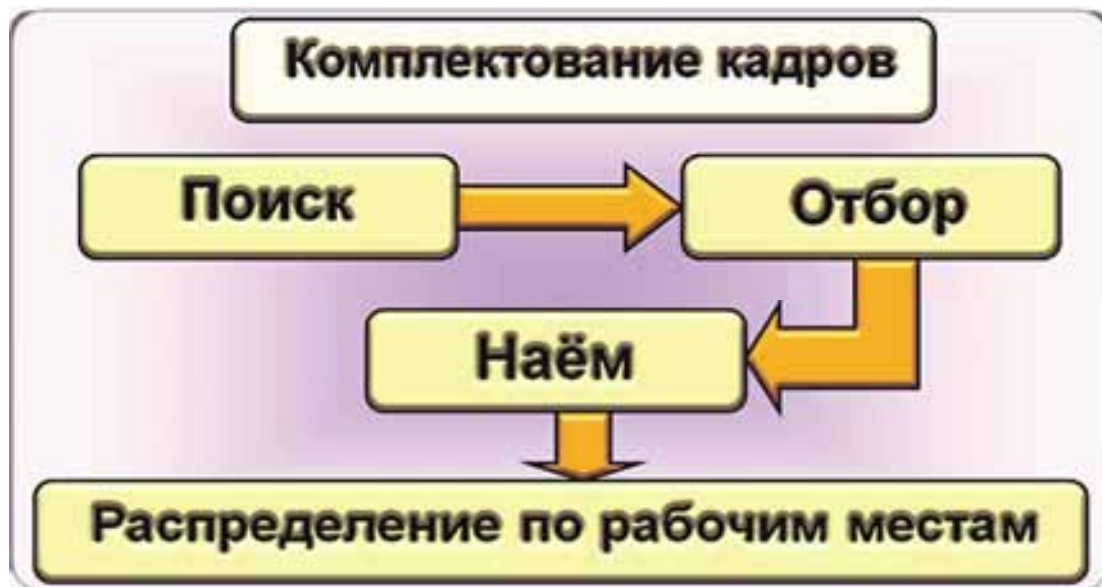 Комплектование кадров
Поиск
Отбор
Наём
Распределение по рабочим местам